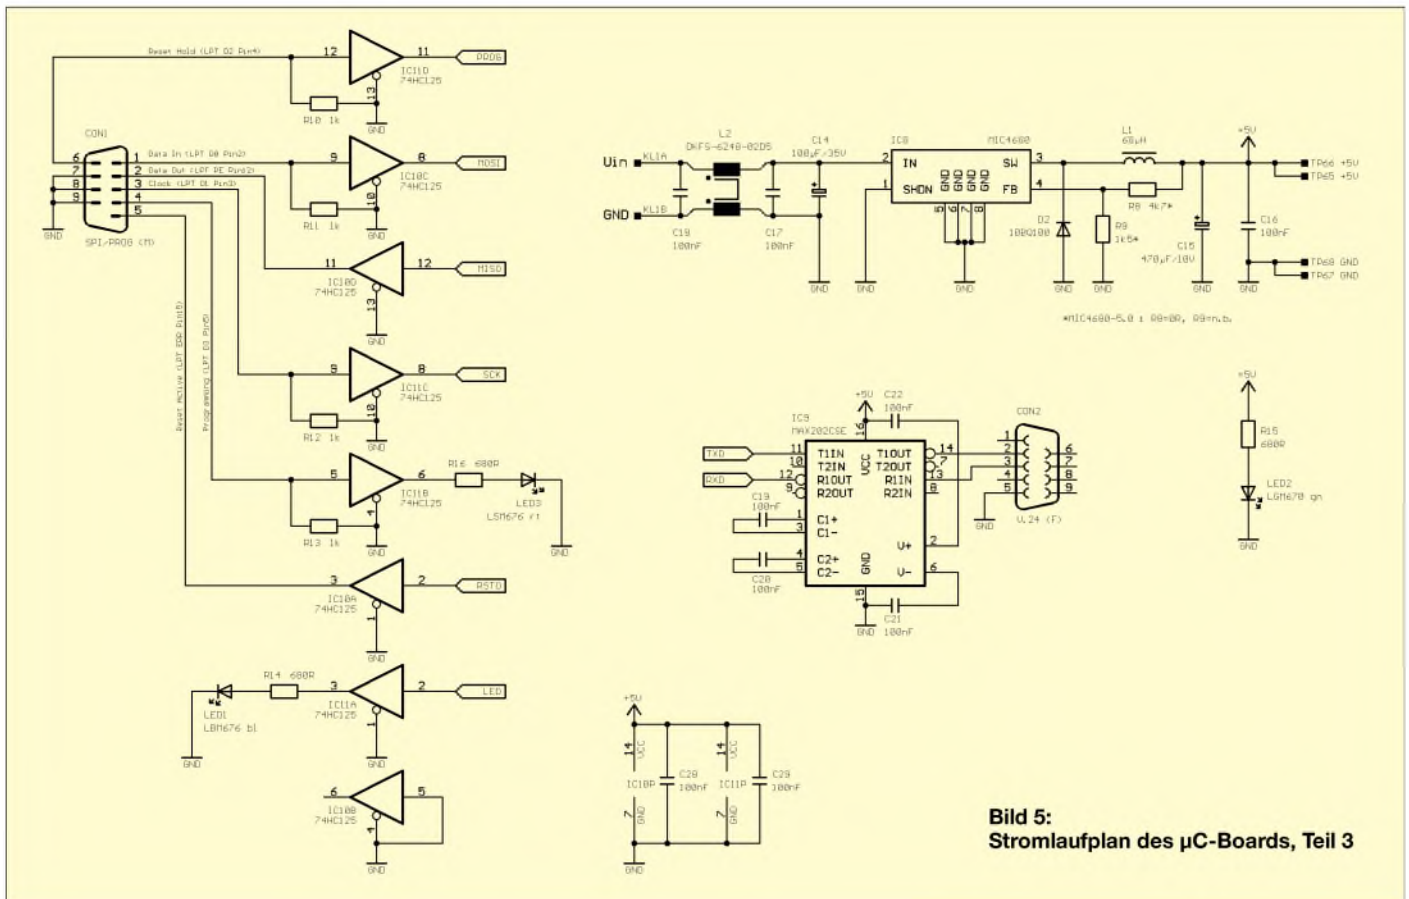 Reset Hold (LPT D2 Pin4)
12
11
PROG
IC11D
74HC125
13
R10 1k
GND
CON1
6
7
8
9
1
2
3
4
5
Data In (LPT D0 Pin2)
Data Out (LPT PE Pin12)
Clock (LPT D1 Pin3)
GND
SPI/PROG (M)
9
8
MOSI
IC10C
74HC125
10
R11 1k
GND
11
12
MISO
IC10D
74HC125
13
GND
Reset Active (LPT ERR Pin15)
Programming (LPT D3 Pin5)
9
8
SCK
IC11C
74HC125
10
R12 1k
GND
5
6
R16 680R
IC11B
74HC125
4
LED3
LSM676 rt
R13 1k
GND
GND
3
2
RSTO
IC10A
74HC125
1
GND
R14 680R
3
2
LED
IC11A
74HC125
1
LED1
LBM676 bl
GND
GND
6
5
IC10B
74HC125
4
GND
L2
DKFS-6248-02D5
C14
100µF/35V
Uin
KL1A
GND
KL1B
C18
100nF
C17
100nF
GND
IC8
MIC4680
2
IN
1
SHDN
GND
GND
GND
GND
5
6
7
8
SW
3
FB
4
GND
GND
L1
68µH
+5V
R8 4k7*
D2
10BQ100
R9
1k5*
C15
470µF/10V
C16
100nF
TP66 +5V
TP65 +5V
TP68 GND
TP67 GND
GND
GND
GND
GND
*MIC4680-5.0 : R8=0R, R9=n.b.
+5V
C22
100nF
IC9
MAX202CSE
16
VCC
TXD
11
T1IN
10
T2IN
RXD
12
R1OUT
9
R2OUT
T1OUT
14
T2OUT
7
R1IN
13
R2IN
8
C19
100nF
1
C1+
3
C1-
C20
100nF
4
C2+
5
C2-
V+
2
V-
6
GND
15
GND
C21
100nF
CON2
1
2
3
4
5
6
7
8
9
GND
V.24 (F)
+5V
R15
680R
LED2
LGM670 gn
GND
+5V
14
VCC
IC10P
7
GND
C28
100nF
14
VCC
IC11P
7
GND
C29
100nF
GND
Bild 5:
Stromlaufplan des µC-Boards, Teil 3